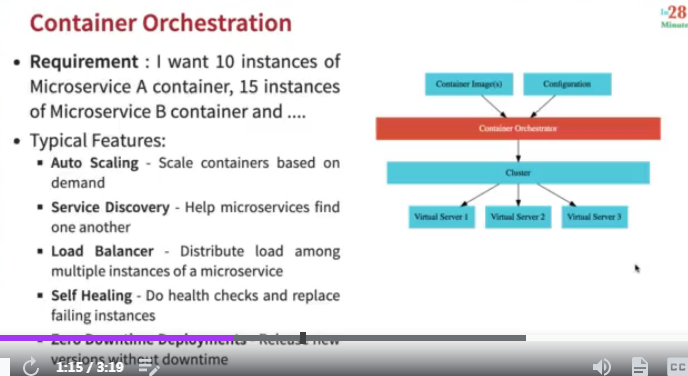 Container Orchestration
In 28
Minutes
• Requirement : I want 10 instances of
Microservice A container, 15 instances
of Microservice B container and ....
• Typical Features:
▪ Auto Scaling - Scale containers based on
demand
▪ Service Discovery - Help microservices find
one another
▪ Load Balancer - Distribute load among
multiple instances of a microservice
▪ Self Healing - Do health checks and replace
failing instances
▪ Zero Downtime Deployments - Release new
versions without downtime
Container Image(s)
Configuration
Container Orchestrator
Cluster
Virtual Server 1
Virtual Server 2
Virtual Server 3
1:15 / 3:19
CC